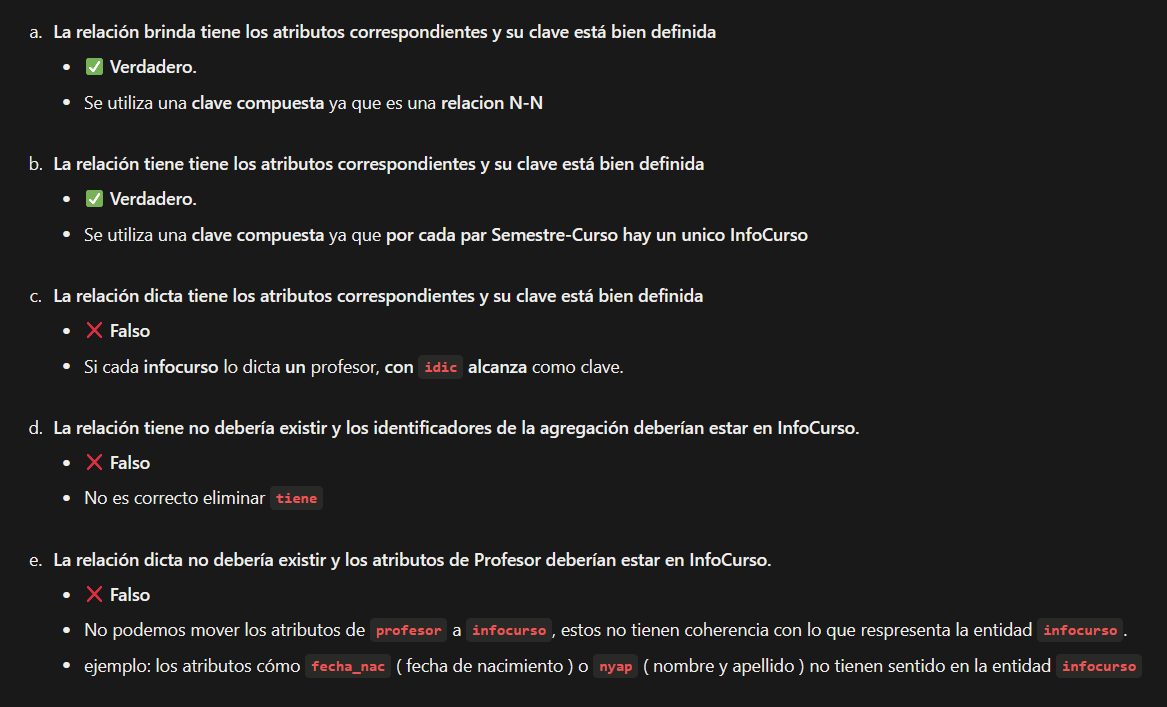 a. La relación brinda tiene los atributos correspondientes y su clave está bien definida
• ✅ Verdadero.
• Se utiliza una clave compuesta ya que es una relacion N-N
b. La relación tiene tiene los atributos correspondientes y su clave está bien definida
• ✅ Verdadero.
• Se utiliza una clave compuesta ya que por cada par Semestre-Curso hay un unico InfoCurso
c. La relación dicta tiene los atributos correspondientes y su clave está bien definida
• ❌ Falso
• Si cada infocurso lo dicta un profesor, con idic alcanza como clave.
d. La relación tiene no debería existir y los identificadores de la agregación deberían estar en InfoCurso.
• ❌ Falso
• No es correcto eliminar tiene
e. La relación dicta no debería existir y los atributos de Profesor deberían estar en InfoCurso.
• ❌ Falso
• No podemos mover los atributos de profesor a infocurso, estos no tienen coherencia con lo que respresenta la entidad infocurso.
• ejemplo: los atributos cómo fecha_nac ( fecha de nacimiento ) o nyap ( nombre y apellido ) no tienen sentido en la entidad infocurso